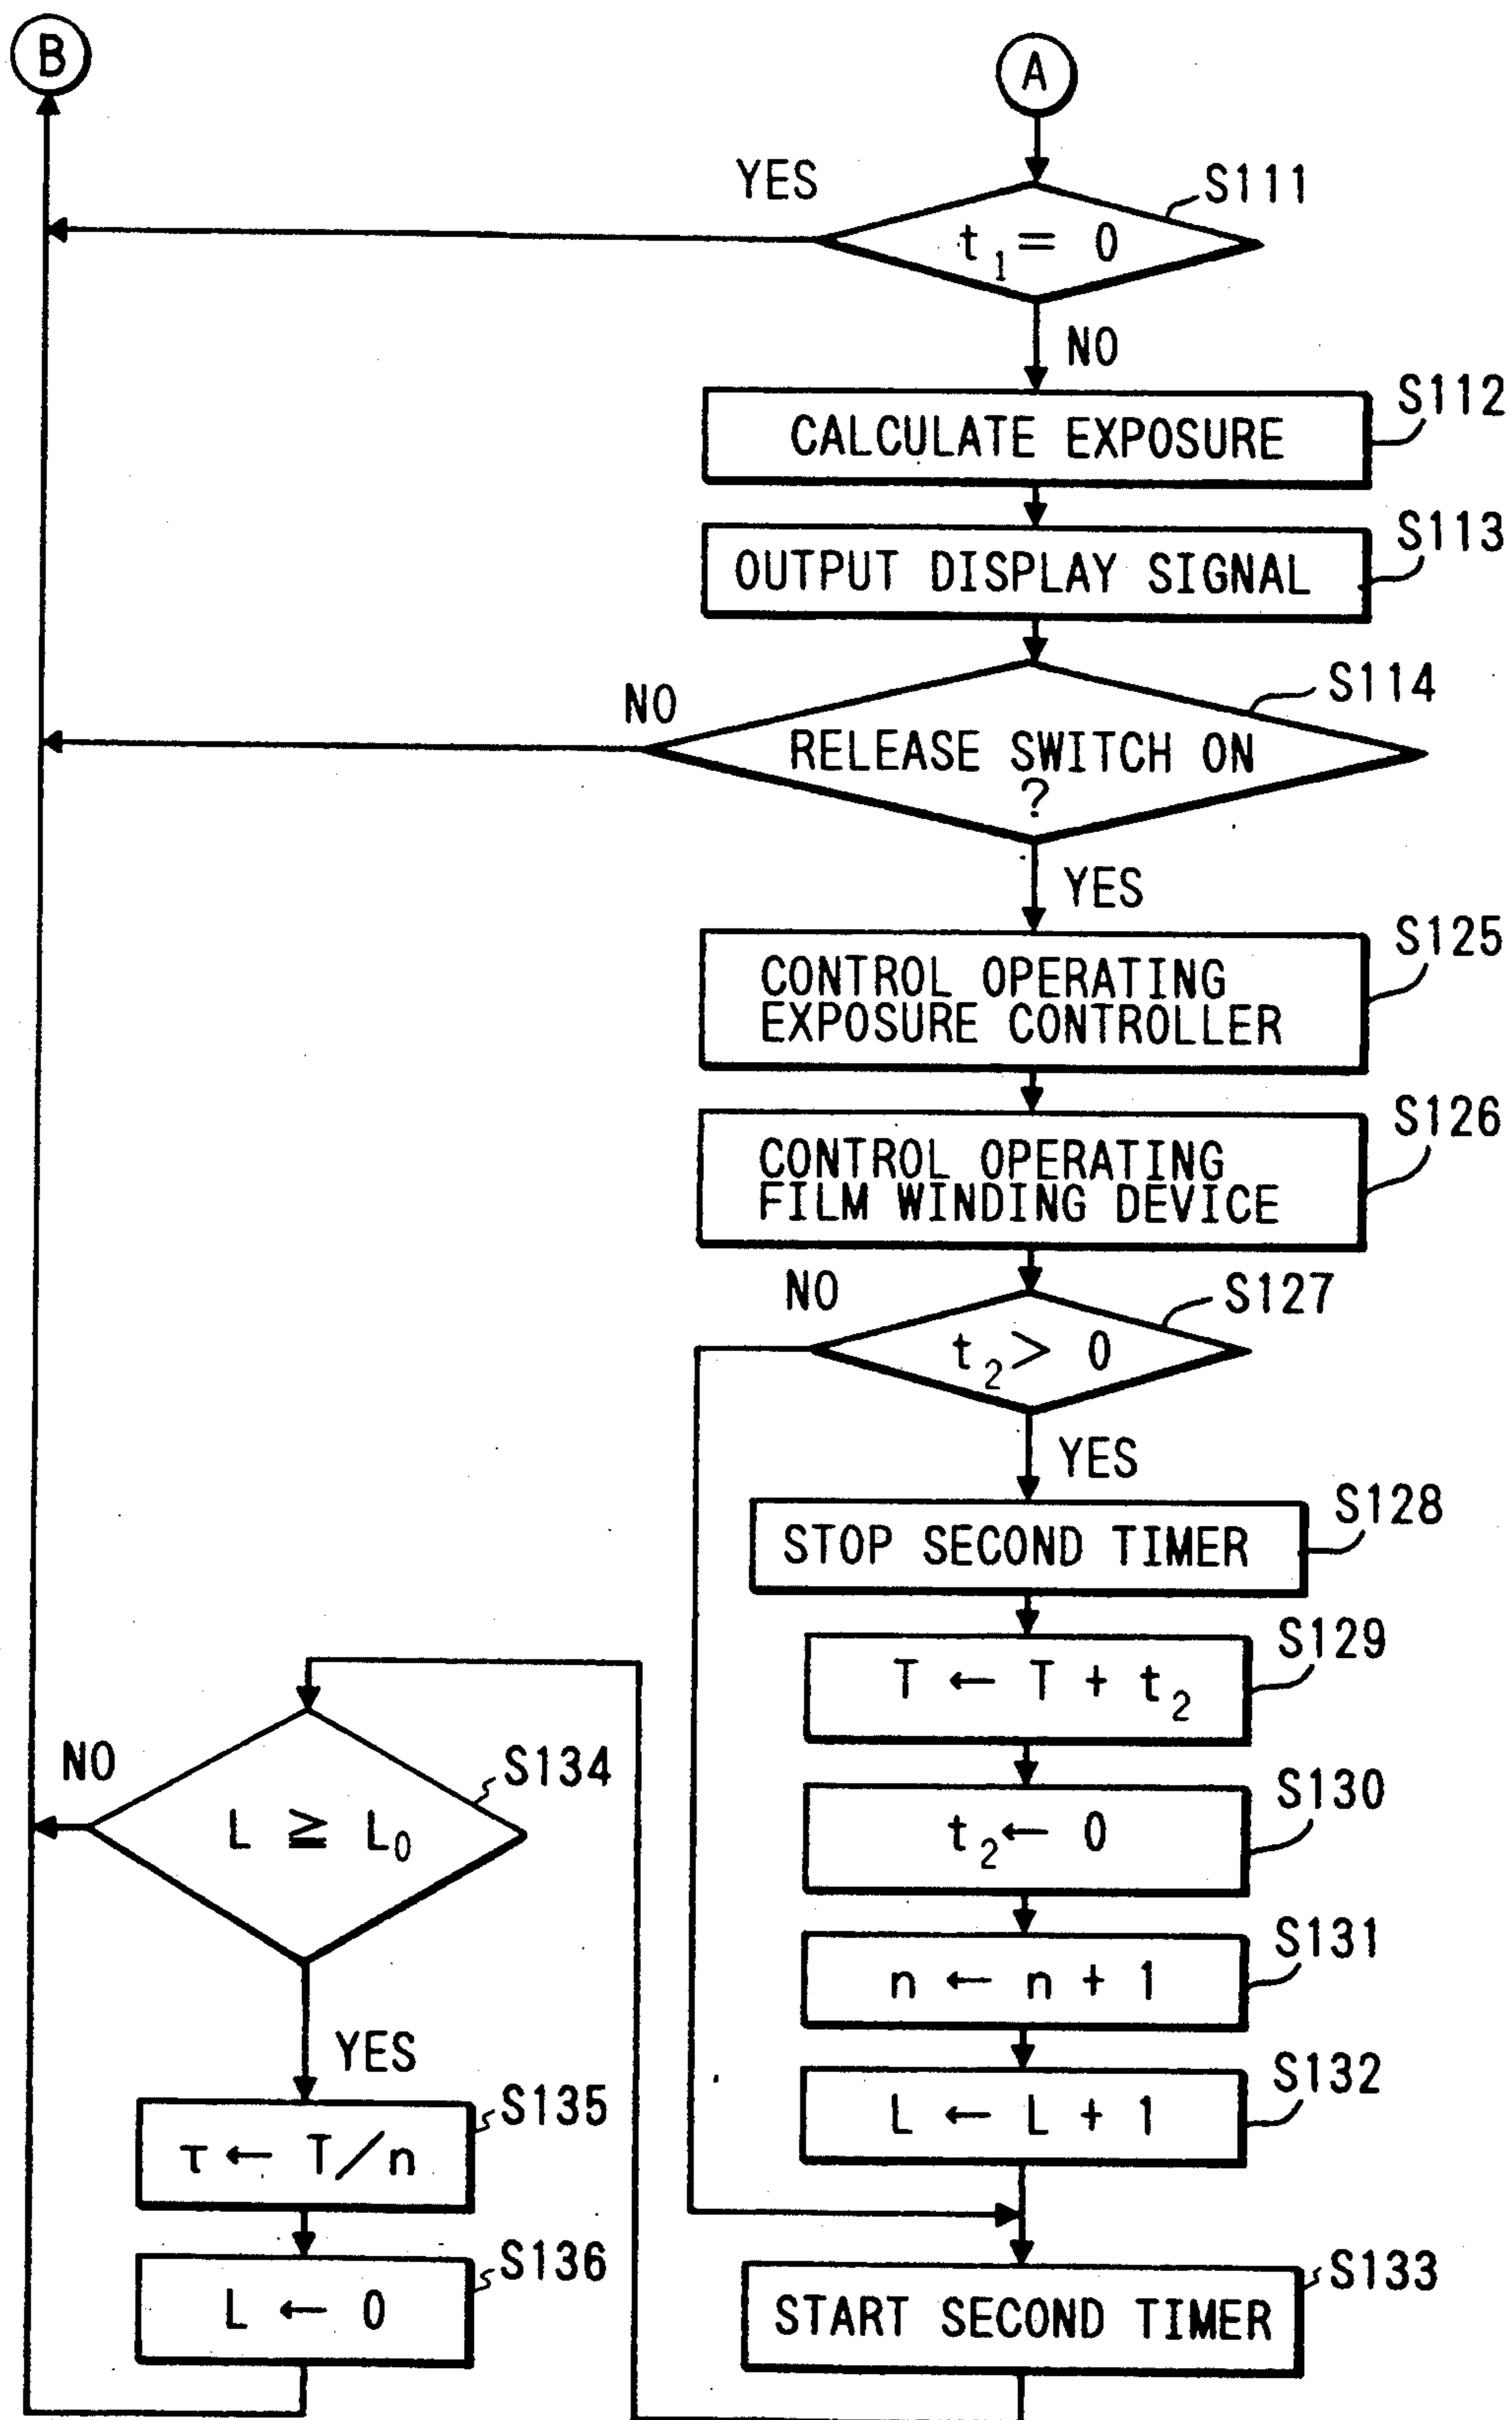 B
A
YES
S111
t₁ = 0
NO
S112
CALCULATE EXPOSURE
S113
OUTPUT DISPLAY SIGNAL
S114
NO
RELEASE SWITCH ON
?
YES
S125
CONTROL OPERATING
EXPOSURE CONTROLLER
S126
CONTROL OPERATING
FILM WINDING DEVICE
NO
S127
t₂ > 0
YES
S128
STOP SECOND TIMER
S129
T ← T + t₂
S130
t₂ ← 0
S131
n ← n + 1
S132
L ← L + 1
S133
START SECOND TIMER
NO
S134
L ≧ L₀
YES
S135
τ ← T/n
S136
L ← 0